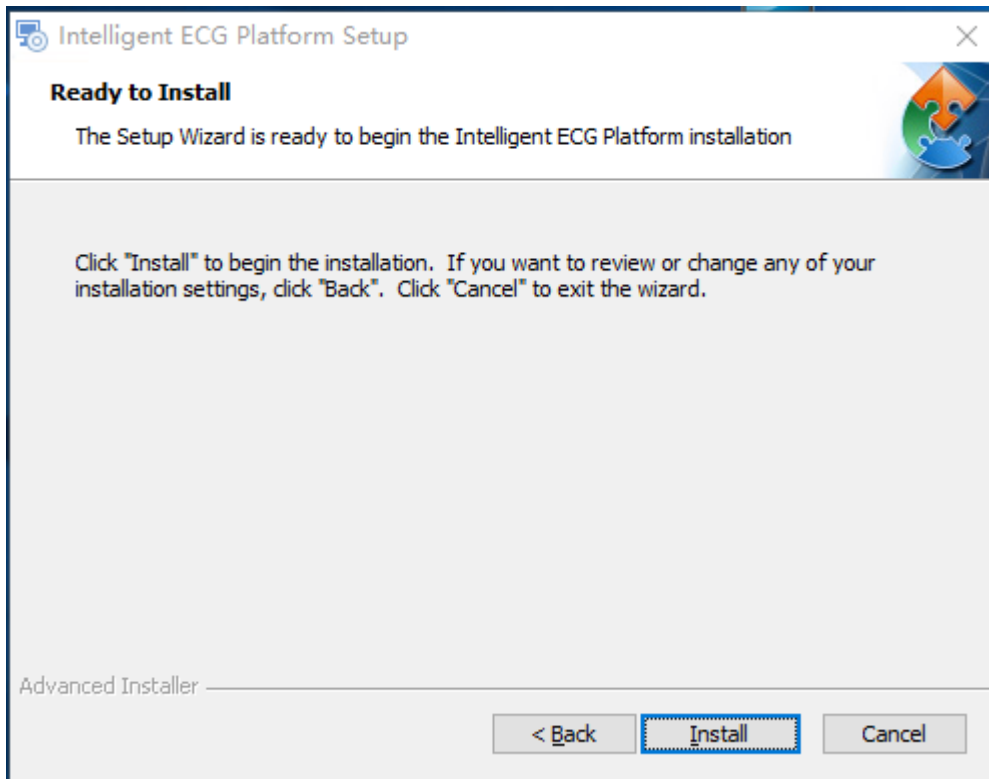 Intelligent ECG Platform Setup
Ready to Install
The Setup Wizard is ready to begin the Intelligent ECG Platform installation
Click "Install" to begin the installation.  If you want to review or change any of your
installation settings, click "Back".  Click "Cancel" to exit the wizard.
Advanced Installer
< Back
Install
Cancel